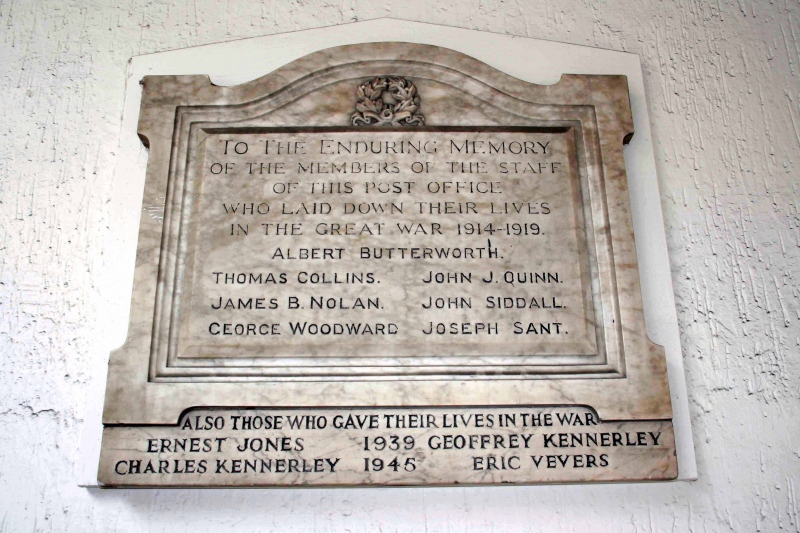 TO THE ENDURING MEMORY
OF THE MEMBERS OF THE STAFF
OF THIS POST OFFICE
WHO LAID DOWN THEIR LIVES
IN THE GREAT WAR 1914-1919.
ALBERT BUTTERWORTH.
THOMAS COLLINS. JOHN J. QUINN.
JAMES B. NOLAN. JOHN SIDDALL.
GEORGE WOODWARD JOSEPH SANT.
ALSO THOSE WHO GAVE THEIR LIVES IN THE WAR
ERNEST JONES 1939 GEOFFREY KENNERLEY
CHARLES KENNERLEY 1945 ERIC VEVERS